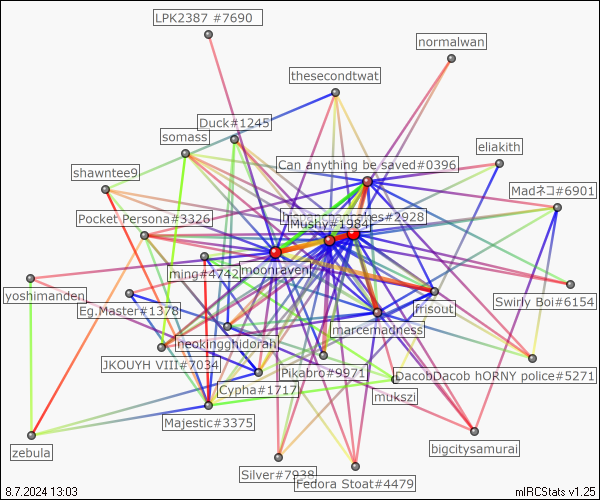 LPK2387 #7690
normalwan
thesecondtwat
Duck#1245
somass
eliakith
Can anything be saved#0396
shawntee9
Madネコ#6901
Pocket Persona#3326
#2928
Mushy#1984
ming#4742
moonraven
yoshimanden
Eg.Master#1378
Swirly Boi#6154
marcemadness
neokingghidorah
JKOUYH VIII#7034
Pikabro#9971
DacobDacob hORNY police#5271
Cypha#1717
mukszi
Majestic#3375
zebula
bigcitysamurai
Silver#7938
Fedora Stoat#4479
8.7.2024 13:03
mIRCStats v1.25